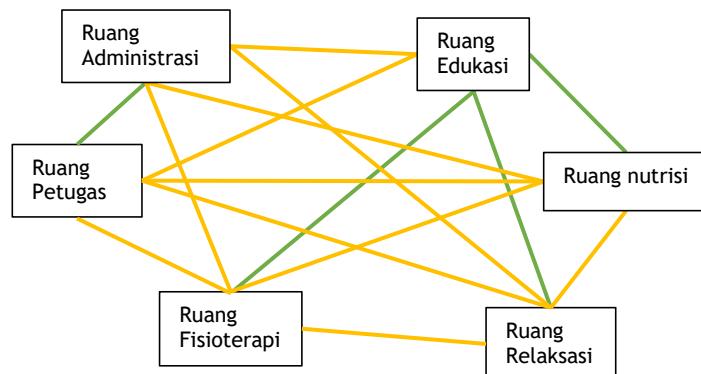 Ruang
Administrasi
Ruang
Edukasi
Ruang
Petugas
Ruang nutrisi
Ruang
Fisioterapi
Ruang
Relaksasi